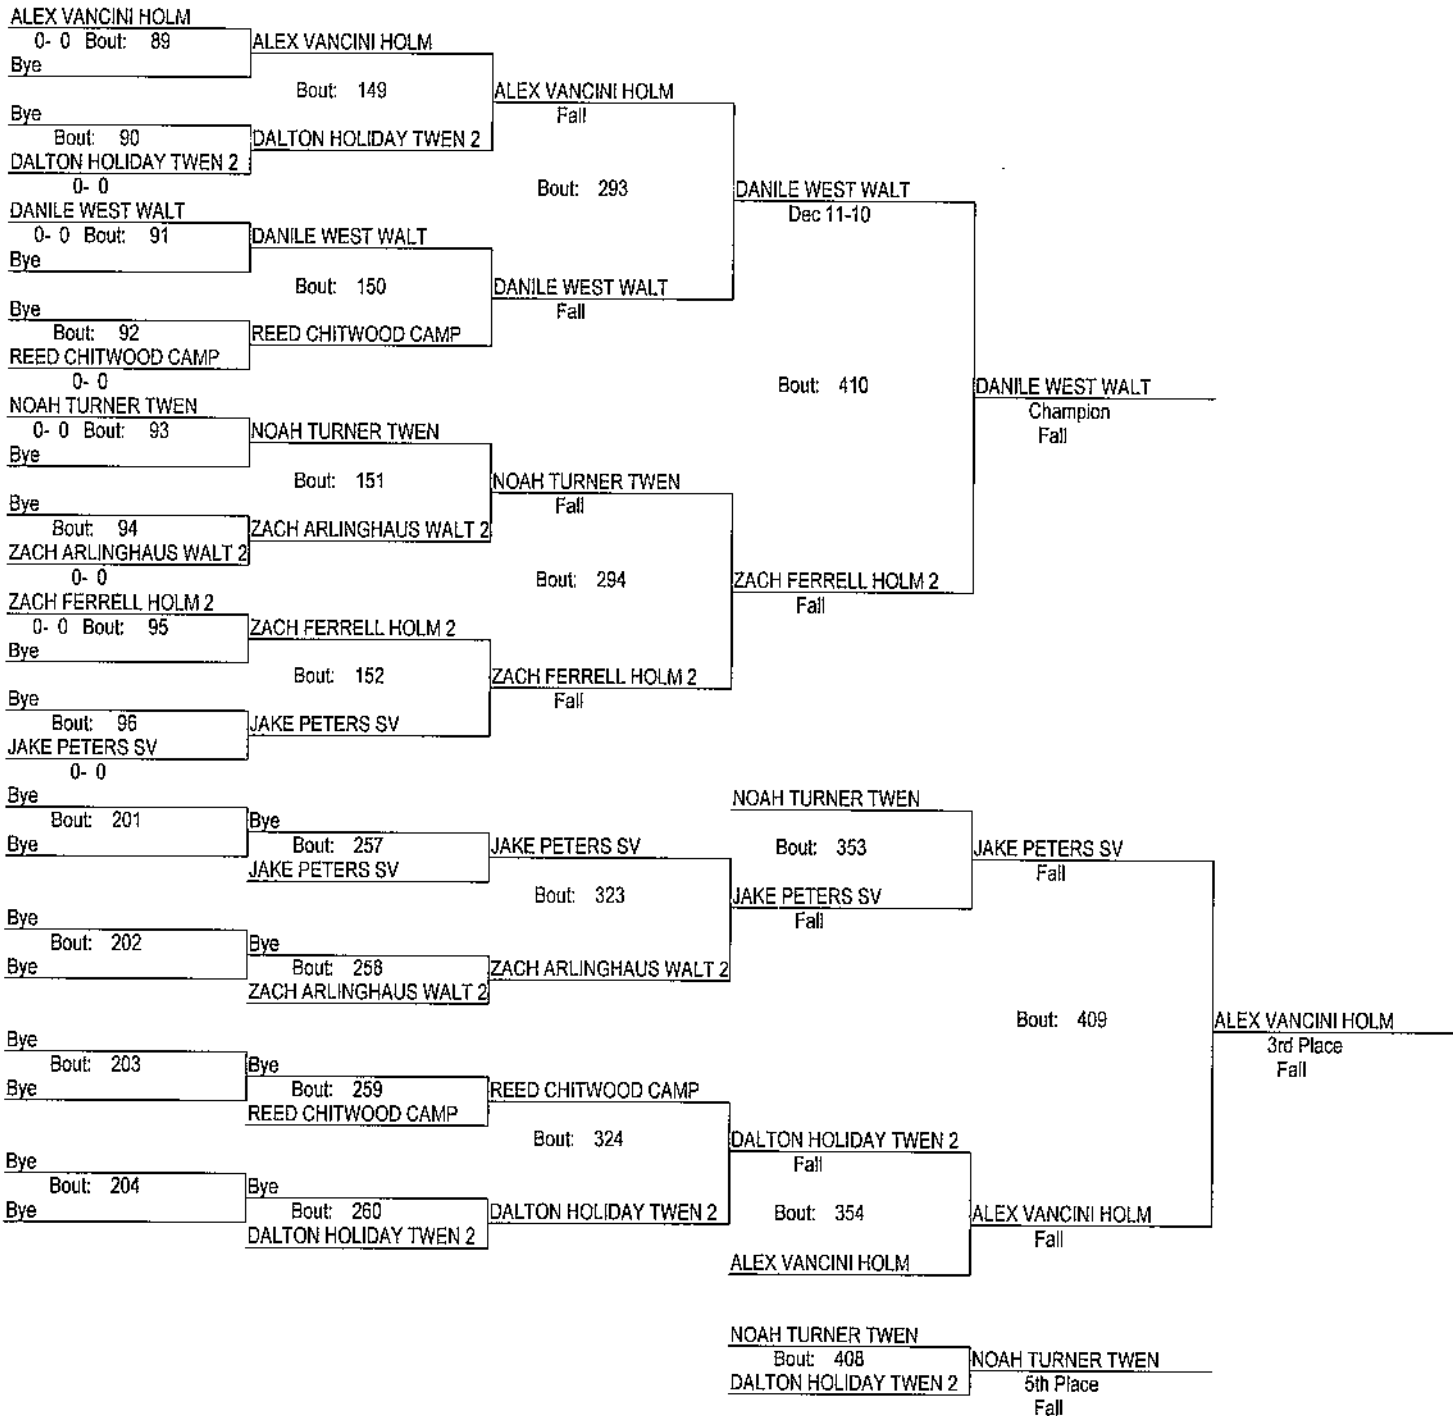 ALEX VANCINI HOLM
0- 0 Bout: 89
Bye
ALEX VANCINI HOLM
Bout: 149
Bye
Bout: 90
DALTON HOLIDAY TWEN 2
0- 0
DALTON HOLIDAY TWEN 2
ALEX VANCINI HOLM
Fall
Bout: 293
DANILE WEST WALT
0- 0 Bout: 91
Bye
DANILE WEST WALT
Bout: 150
Bye
Bout: 92
REED CHITWOOD CAMP
0- 0
REED CHITWOOD CAMP
DANILE WEST WALT
Fall
DANILE WEST WALT
Dec 11-10
Bout: 410
NOAH TURNER TWEN
0- 0 Bout: 93
Bye
NOAH TURNER TWEN
Bout: 151
Bye
Bout: 94
ZACH ARLINGHAUS WALT 2
0- 0
ZACH ARLINGHAUS WALT 2
NOAH TURNER TWEN
Fall
Bout: 294
ZACH FERRELL HOLM 2
0- 0 Bout: 95
Bye
ZACH FERRELL HOLM 2
Bout: 152
Bye
Bout: 96
JAKE PETERS SV
0- 0
JAKE PETERS SV
ZACH FERRELL HOLM 2
Fall
ZACH FERRELL HOLM 2
Fall
DANILE WEST WALT
Champion
Fall
Bye
Bout: 201
Bye
Bye
Bout: 257
JAKE PETERS SV
JAKE PETERS SV
Bout: 323
Bye
Bout: 202
Bye
Bye
Bout: 258
ZACH ARLINGHAUS WALT 2
ZACH ARLINGHAUS WALT 2
NOAH TURNER TWEN
Bout: 353
JAKE PETERS SV
Fall
JAKE PETERS SV
Fall
Bout: 409
Bye
Bout: 203
Bye
Bye
Bout: 259
REED CHITWOOD CAMP
REED CHITWOOD CAMP
Bout: 324
Bye
Bout: 204
Bye
Bye
Bout: 260
DALTON HOLIDAY TWEN 2
DALTON HOLIDAY TWEN 2
DALTON HOLIDAY TWEN 2
Fall
Bout: 354
ALEX VANCINI HOLM
ALEX VANCINI HOLM
Fall
ALEX VANCINI HOLM
3rd Place
Fall
NOAH TURNER TWEN
Bout: 408
DALTON HOLIDAY TWEN 2
NOAH TURNER TWEN
5th Place
Fall